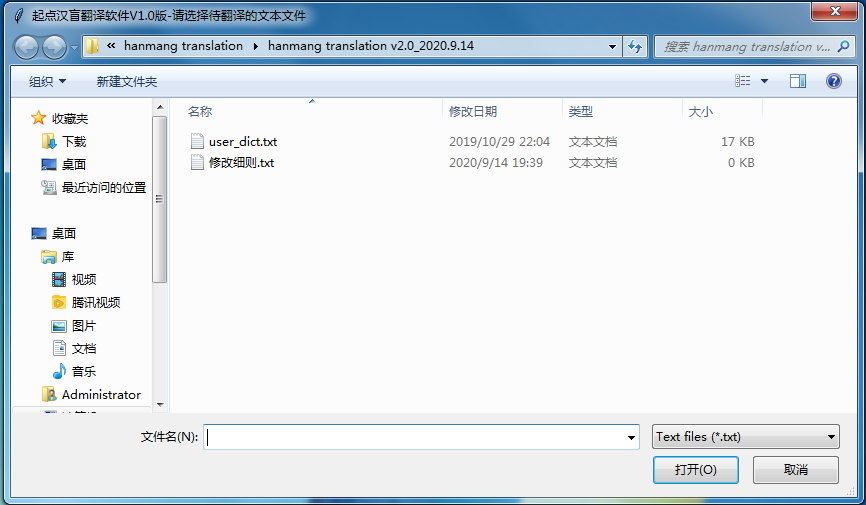 起点汉盲翻译软件V1.0版-请选择待翻译的文本文件
« hanmang translation hanmang translation v2.0_2020.9.14
搜索 hanmang translation v...
组织 新建文件夹
名称 修改日期 类型 大小
收藏夹
下载
桌面
最近访问的位置
桌面
库
视频
腾讯视频
图片
文档
音乐
Administrator
user_dict.txt 2019/10/29 22:04 文本文档 17 KB
修改细则.txt 2020/9/14 19:39 文本文档 0 KB
文件名(N):
Text files (*.txt)
打开(O) 取消